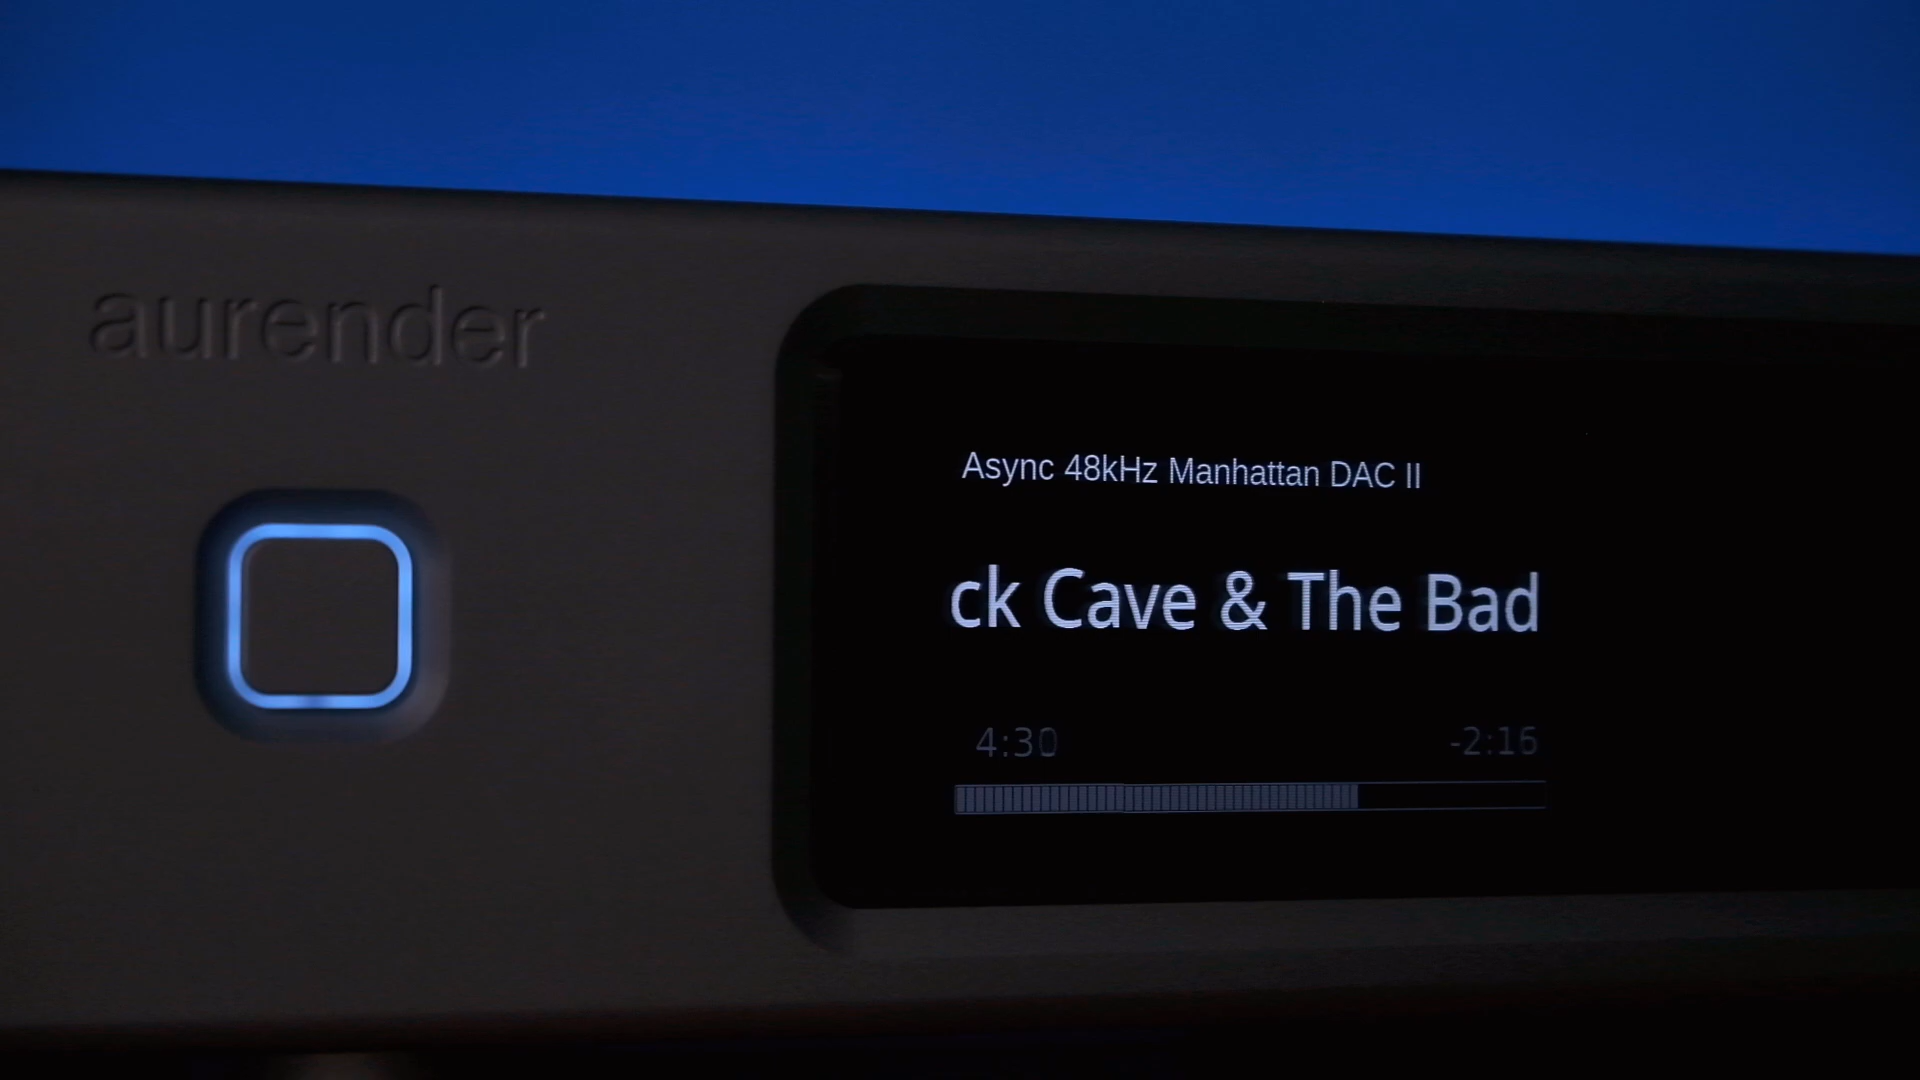 aurender
Async 48kHz Manhattan DAC II
ck Cave & The Bad
4:30 -2:16